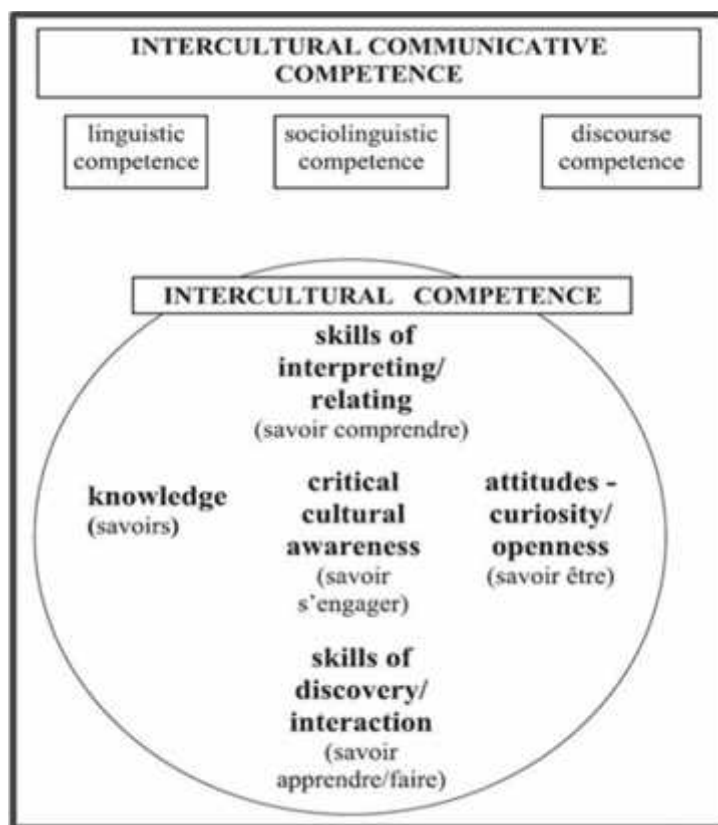 INTERCULTURAL COMMUNICATIVE
COMPETENCE
linguistic
competence
sociolinguistic
competence
discourse
competence
INTERCULTURAL COMPETENCE
skills of
interpreting/
relating
(savoir comprendre)
knowledge
(savoirs)
critical
cultural
awareness
(savoir
s'engager)
attitudes -
curiosity/
openness
(savoir être)
skills of
discovery/
interaction
(savoir
apprendre/faire)